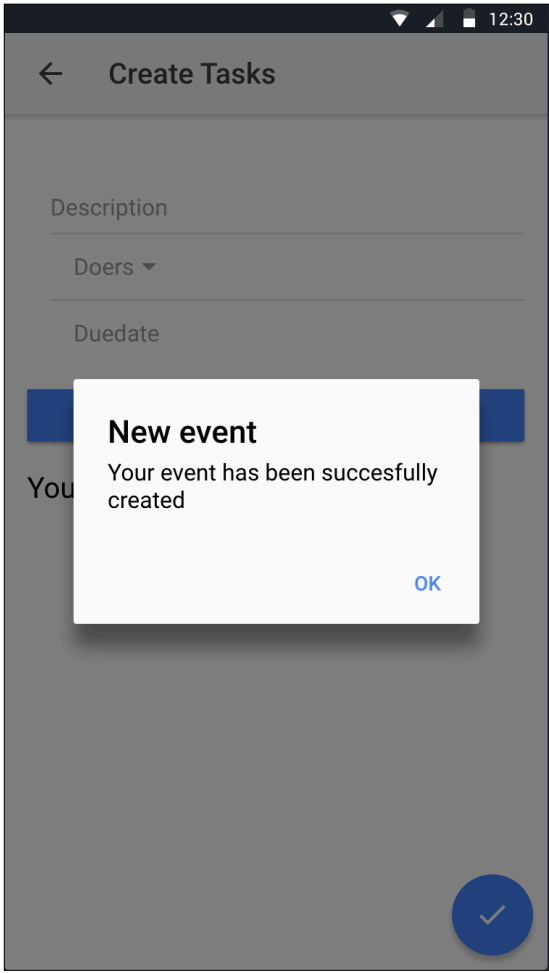 12:30
Create Tasks
Description
Doers
Duedate
New event
Your event has been succesfully
created
You
OK